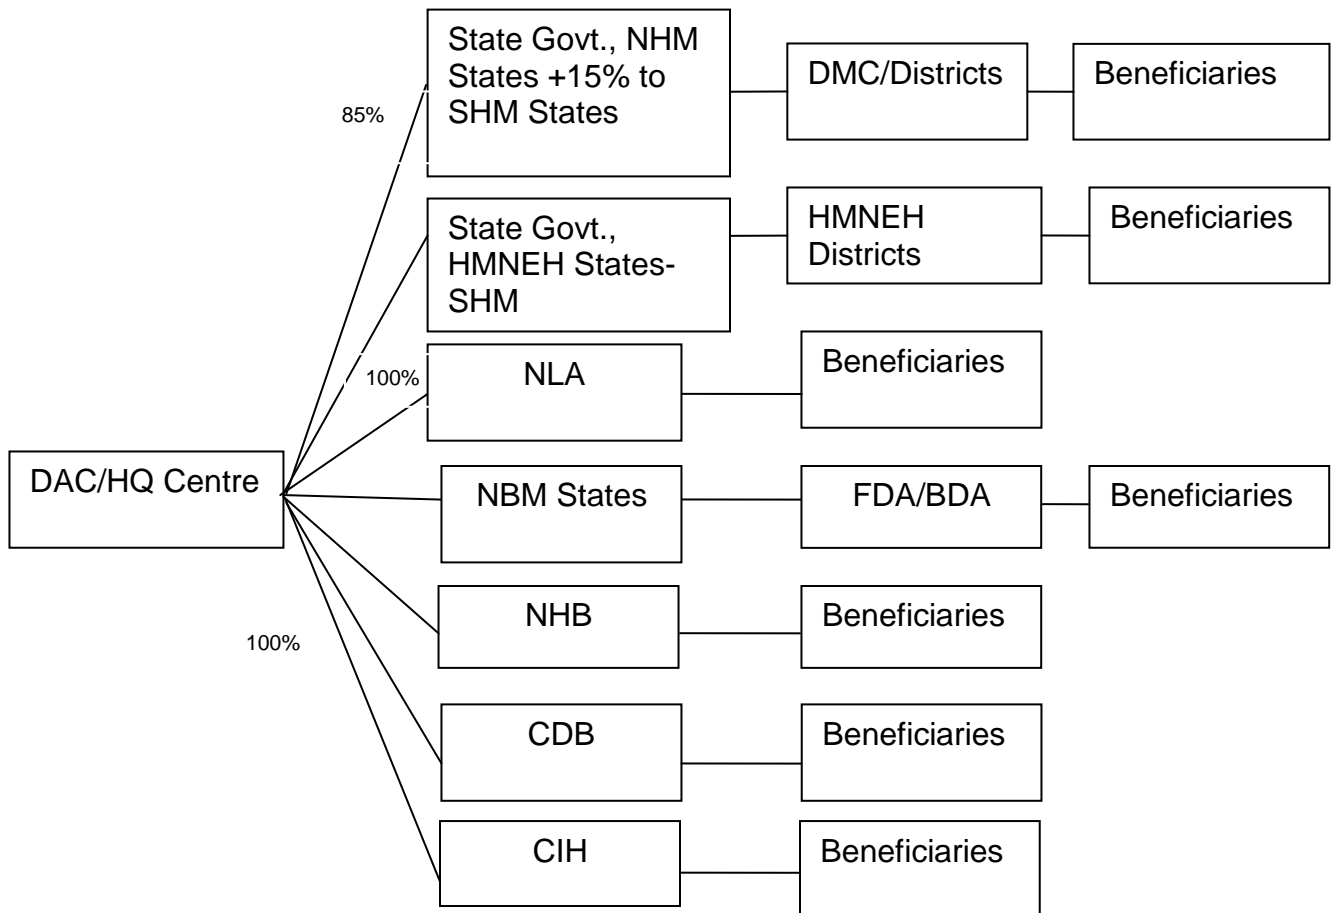 State Govt., NHM
States +15% to
SHM States
DMC/Districts
Beneficiaries
85%
State Govt.,
HMNEH States-
SHM
HMNEH
Districts
Beneficiaries
100%
NLA
Beneficiaries
DAC/HQ Centre
NBM States
FDA/BDA
Beneficiaries
NHB
Beneficiaries
100%
CDB
Beneficiaries
CIH
Beneficiaries